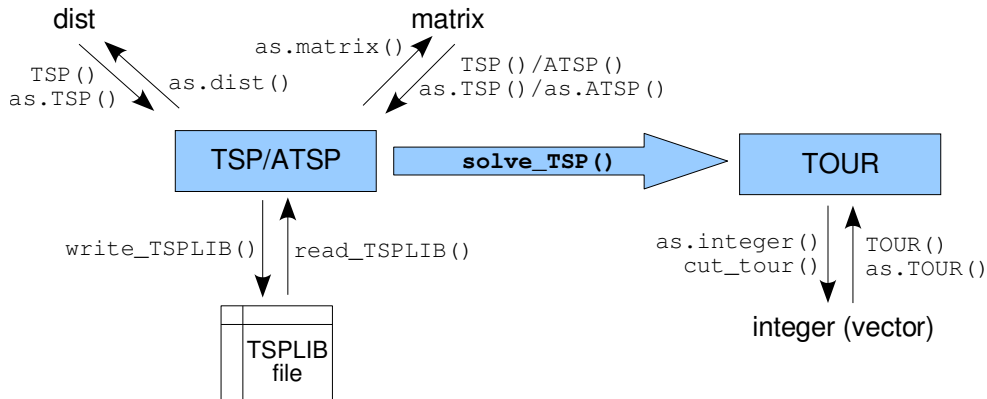 dist
matrix
as.matrix()
TSP()
as.TSP()
as.dist()
TSP()/ATSP()
as.TSP()/as.ATSP()
TSP/ATSP
solve_TSP()
TOUR
write_TSPLIB()
read_TSPLIB()
as.integer()
cut_tour()
TOUR()
as.TOUR()
TSPLIB
file
integer (vector)